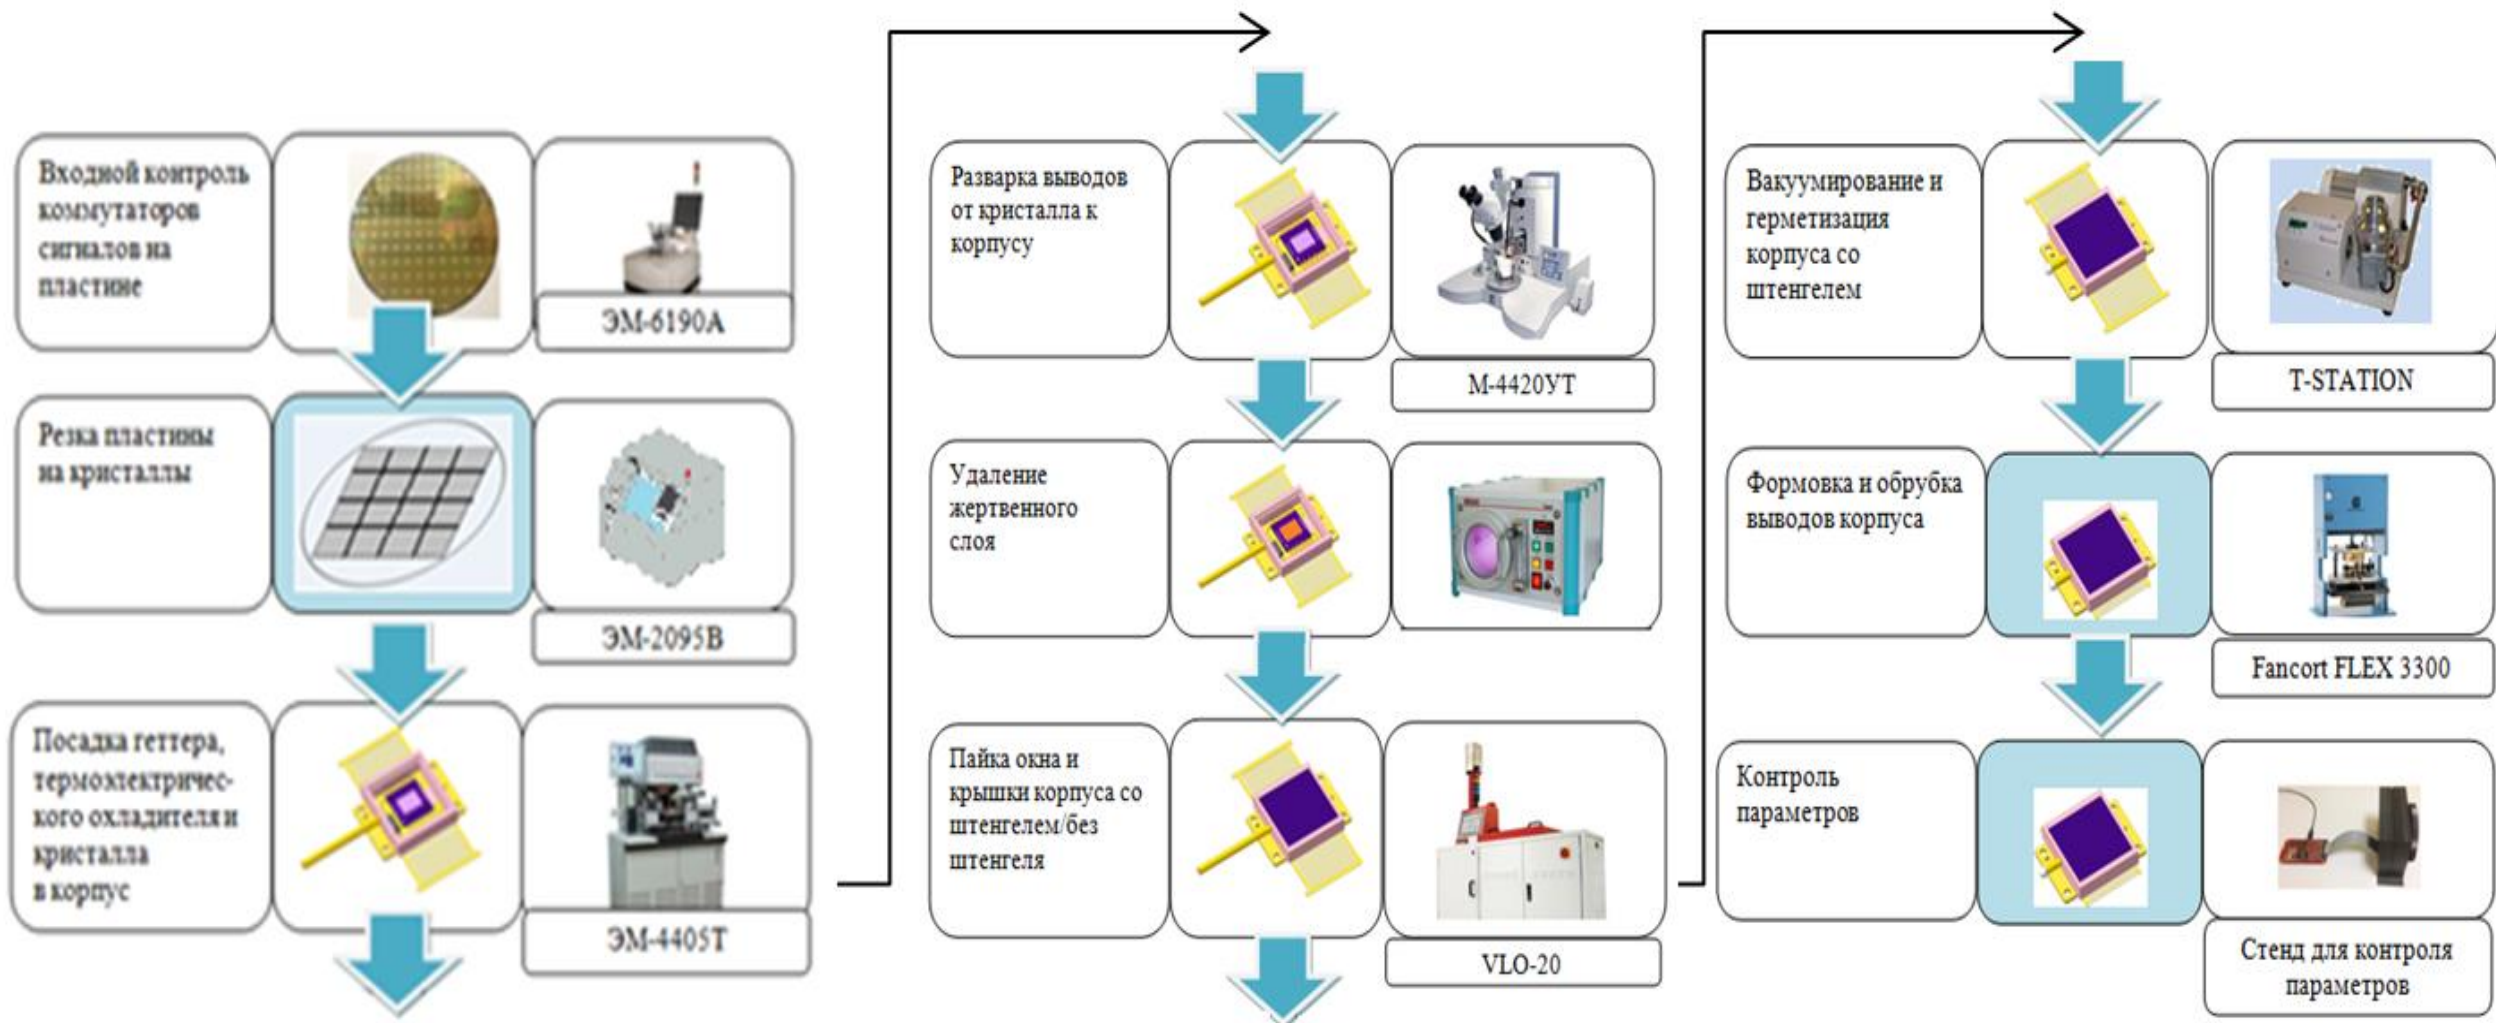 Входной контроль
коммутаторов
сигналов на
пластине
ЭМ-6190А
Резка пластины
на кристаллы
ЭМ-2095В
Посадка геттера,
термоэлектричес-
кого охладителя и
кристалла
в корпус
ЭМ-4405Т
Разварка выводов
от кристалла к
корпусу
М-4420УТ
Удаление
жертвенного
слоя
Пайка окна и
крышки корпуса со
штенгелем/без
штенгеля
VLO-20
Вакуумирование и
герметизация
корпуса со
штенгелем
T-STATION
Формовка и обрубка
выводов корпуса
Fancort FLEX 3300
Контроль
параметров
Стенд для контроля
параметров